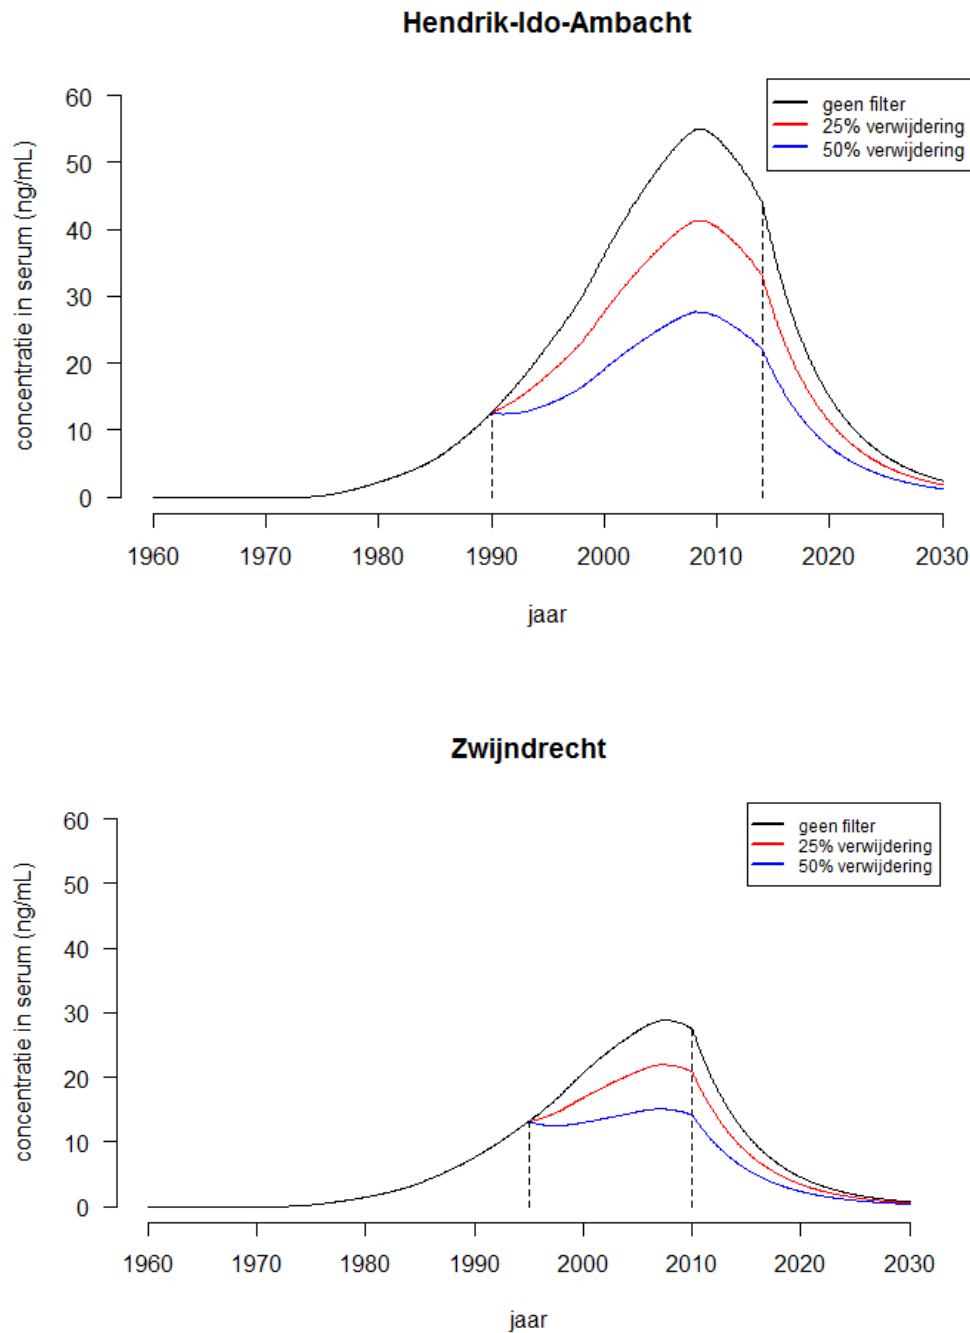 Hendrik-Ido-Ambacht
geen filter
25% verwijdering
50% verwijdering
concentratie in serum (ng/mL)
60
50
40
30
20
10
0
1960 1970 1980 1990 2000 2010 2020 2030
jaar
Zwijndrecht
geen filter
25% verwijdering
50% verwijdering
concentratie in serum (ng/mL)
60
50
40
30
20
10
0
1960 1970 1980 1990 2000 2010 2020 2030
jaar